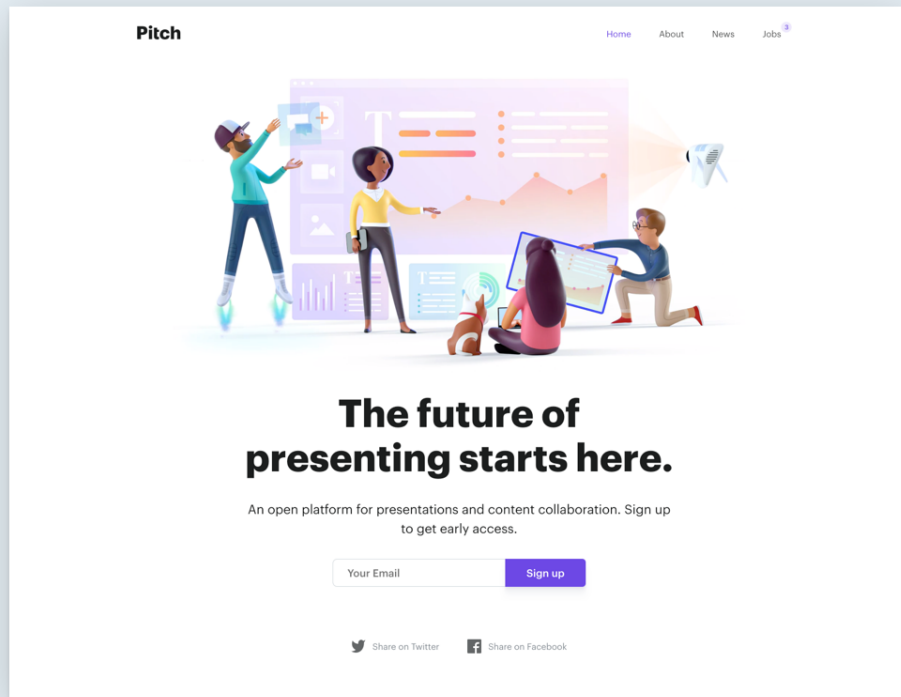 Pitch
Home About News Jobs 3
T
T
T
The future of
presenting starts here.
An open platform for presentations and content collaboration. Sign up
to get early access.
Your Email Sign up
Share on Twitter Share on Facebook